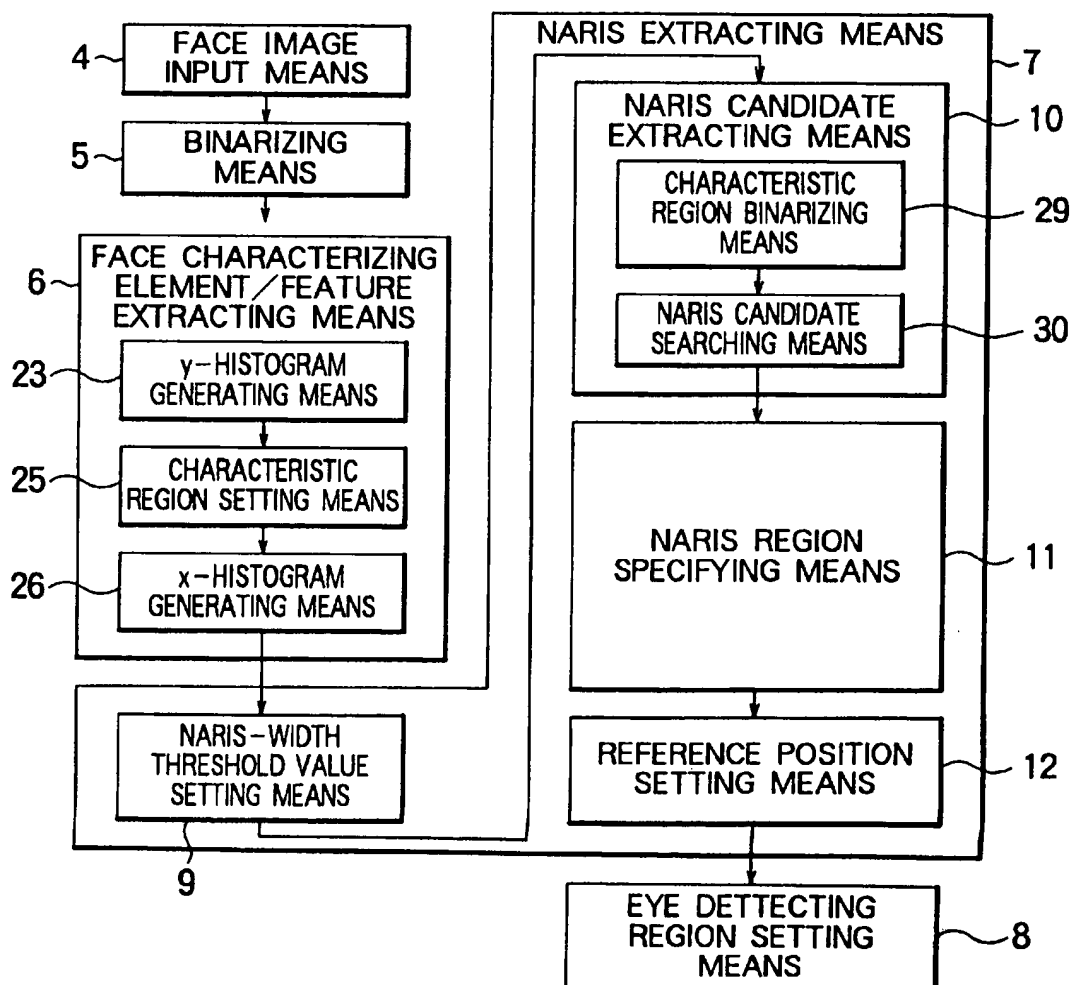 4
FACE IMAGE
INPUT MEANS
5
BINARIZING
MEANS
6
FACE CHARACTERIZING
ELEMENT/FEATURE
EXTRACTING MEANS
23
y-HISTOGRAM
GENERATING MEANS
25
CHARACTERISTIC
REGION SETTING MEANS
26
x-HISTOGRAM
GENERATING MEANS
NARIS-WIDTH
THRESHOLD VALUE
SETTING MEANS
9
NARIS EXTRACTING MEANS
7
NARIS CANDIDATE
EXTRACTING MEANS
10
CHARACTERISTIC
REGION BINARIZING
MEANS
29
NARIS CANDIDATE
SEARCHING MEANS
30
NARIS REGION
SPECIFYING MEANS
11
REFERENCE POSITION
SETTING MEANS
12
EYE DETTECTING
REGION SETTING
MEANS
8